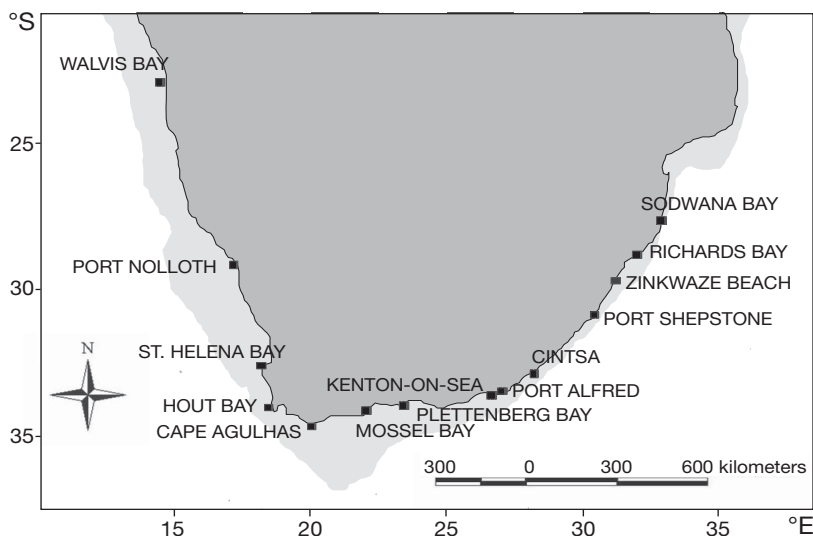 °S
WALVIS BAY
25
SODWANA BAY
RICHARDS BAY
PORT NOLLOTH
ZINKWAZE BEACH
30
PORT SHEPSTONE
N
ST. HELENA BAY
CINTSA
KENTON-ON-SEA
PORT ALFRED
HOUT BAY
PLETTENBERG BAY
CAPE AGULHAS
MOSSEL BAY
35
300 0 300 600 kilometers
15 20 25 30 35 °E